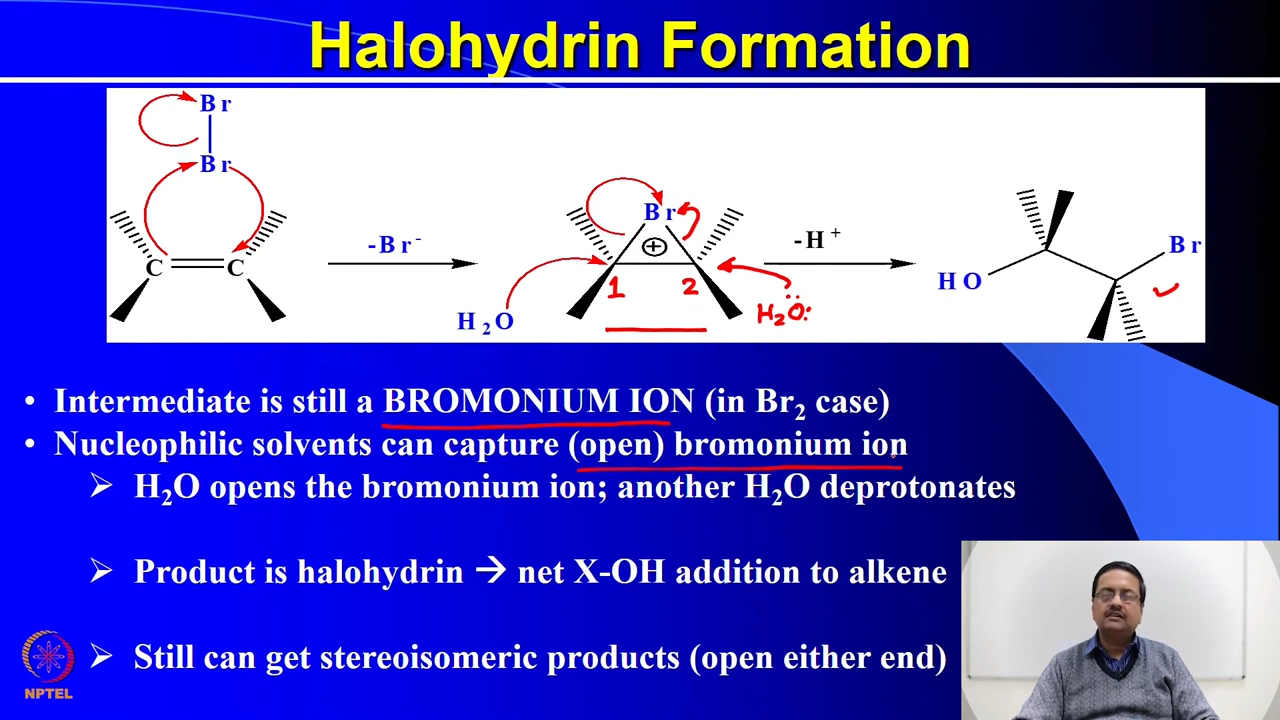 Halohydrin Formation
Br
Br
C C
-Br⁻
Br
+
1 2
H₂O
H₂O:
-H⁺
HO
Br
• Intermediate is still a BROMONIUM ION (in Br₂ case)
• Nucleophilic solvents can capture (open) bromonium ion
➢ H₂O opens the bromonium ion; another H₂O deprotonates
➢ Product is halohydrin → net X-OH addition to alkene
➢ Still can get stereoisomeric products (open either end)
NPTEL